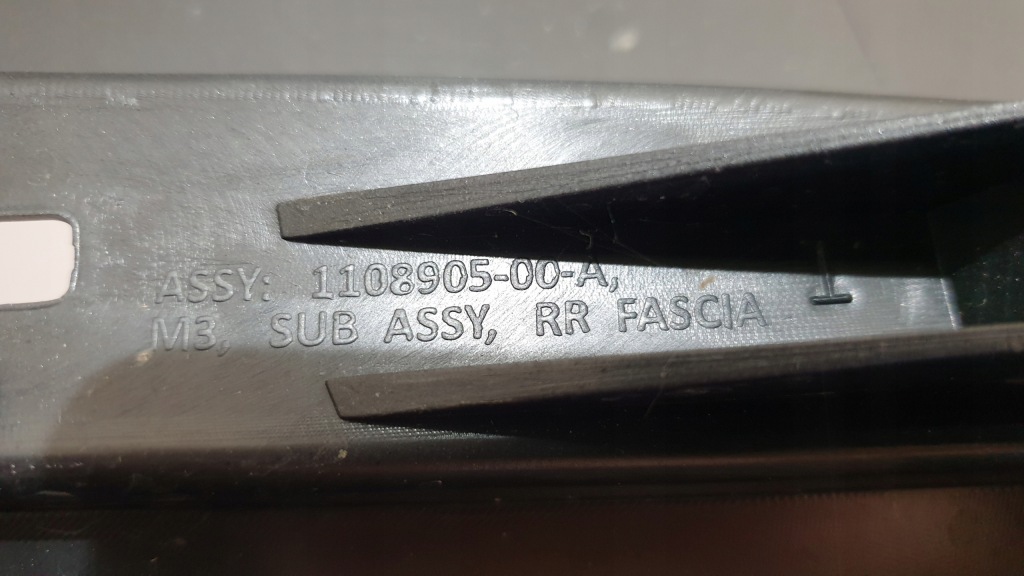 ASSY: 1108905-00-A,
M3, SUB ASSY, RR FASCIA